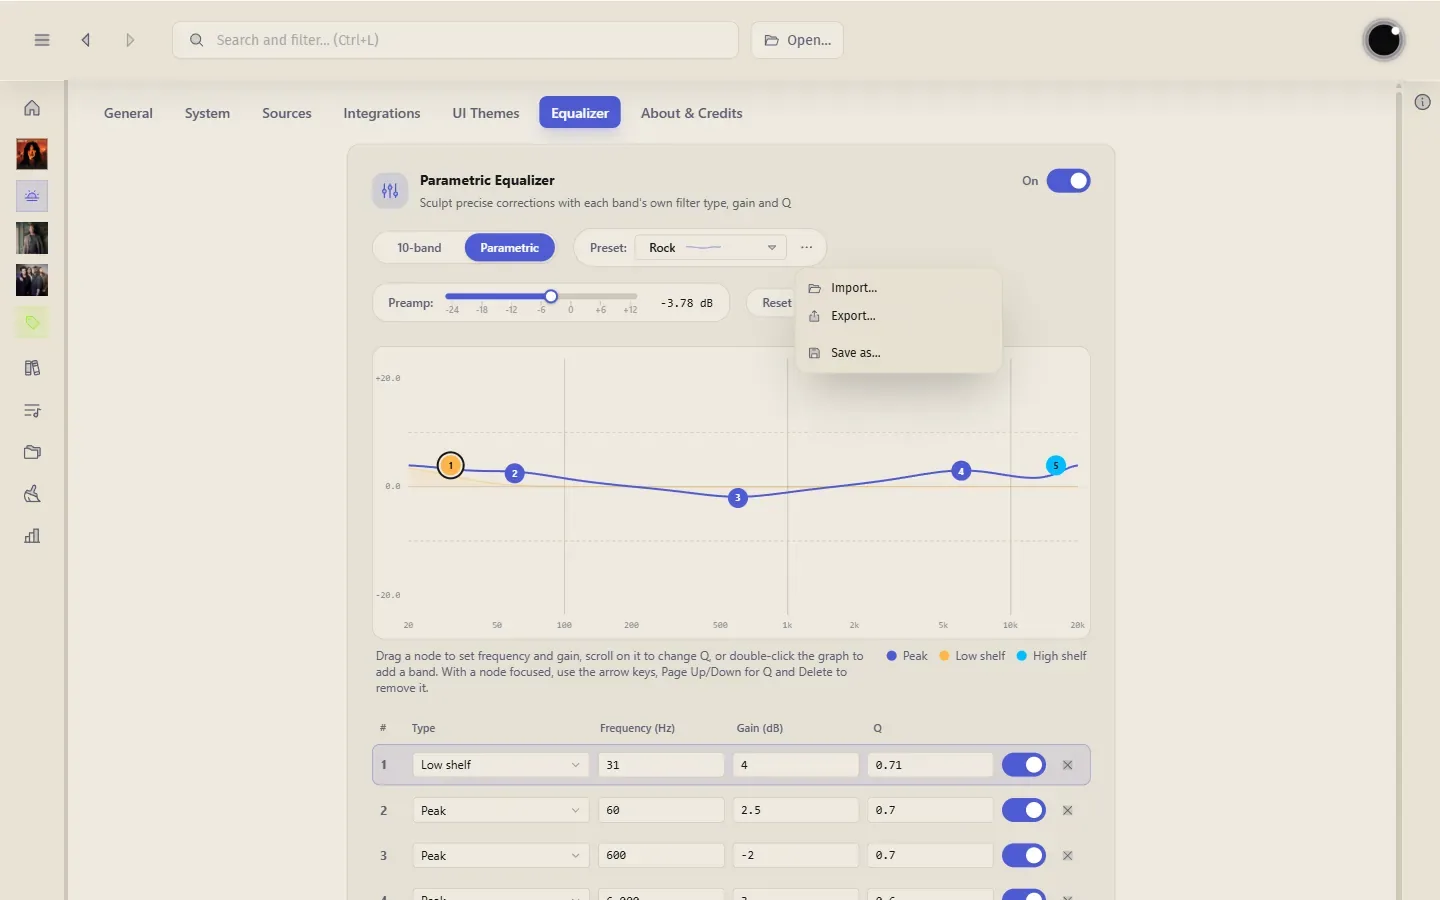 Search and filter... (Ctrl+L)
Open...
General
System
Sources
Integrations
UI Themes
Equalizer
About & Credits
Parametric Equalizer
Sculpt precise corrections with each band's own filter type, gain and Q
On
10-band
Parametric
Preset:
Rock
Preamp:
-24 -18 -12 -6 0 +6 +12
-3.78 dB
Reset
Import...
Export...
Save as...
+20.0
0.0
-20.0
1
2
3
4
5
20 50 100 200 500 1k 2k 5k 10k 20k
Drag a node to set frequency and gain, scroll on it to change Q, or double-click the graph to
add a band. With a node focused, use the arrow keys, Page Up/Down for Q and Delete to
remove it.
Peak
Low shelf
High shelf
# Type Frequency (Hz) Gain (dB) Q
1 Low shelf 31 4 0.71
2 Peak 60 2.5 0.7
3 Peak 600 -2 0.7